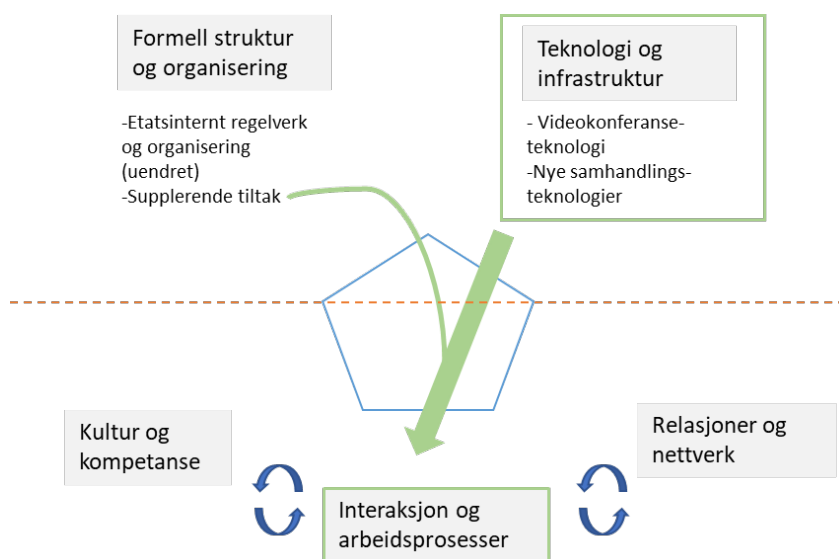 Formell struktur
og organisering
-Etatsinternt regelverk
og organisering
(uendret)
-Supplerende tiltak
Teknologi og
infrastruktur
- Videokonferanse-
teknologi
-Nye samhandlings-
teknologier
Kultur og
kompetanse
Relasjoner og
nettverk
Interaksjon og
arbeidsprosesser